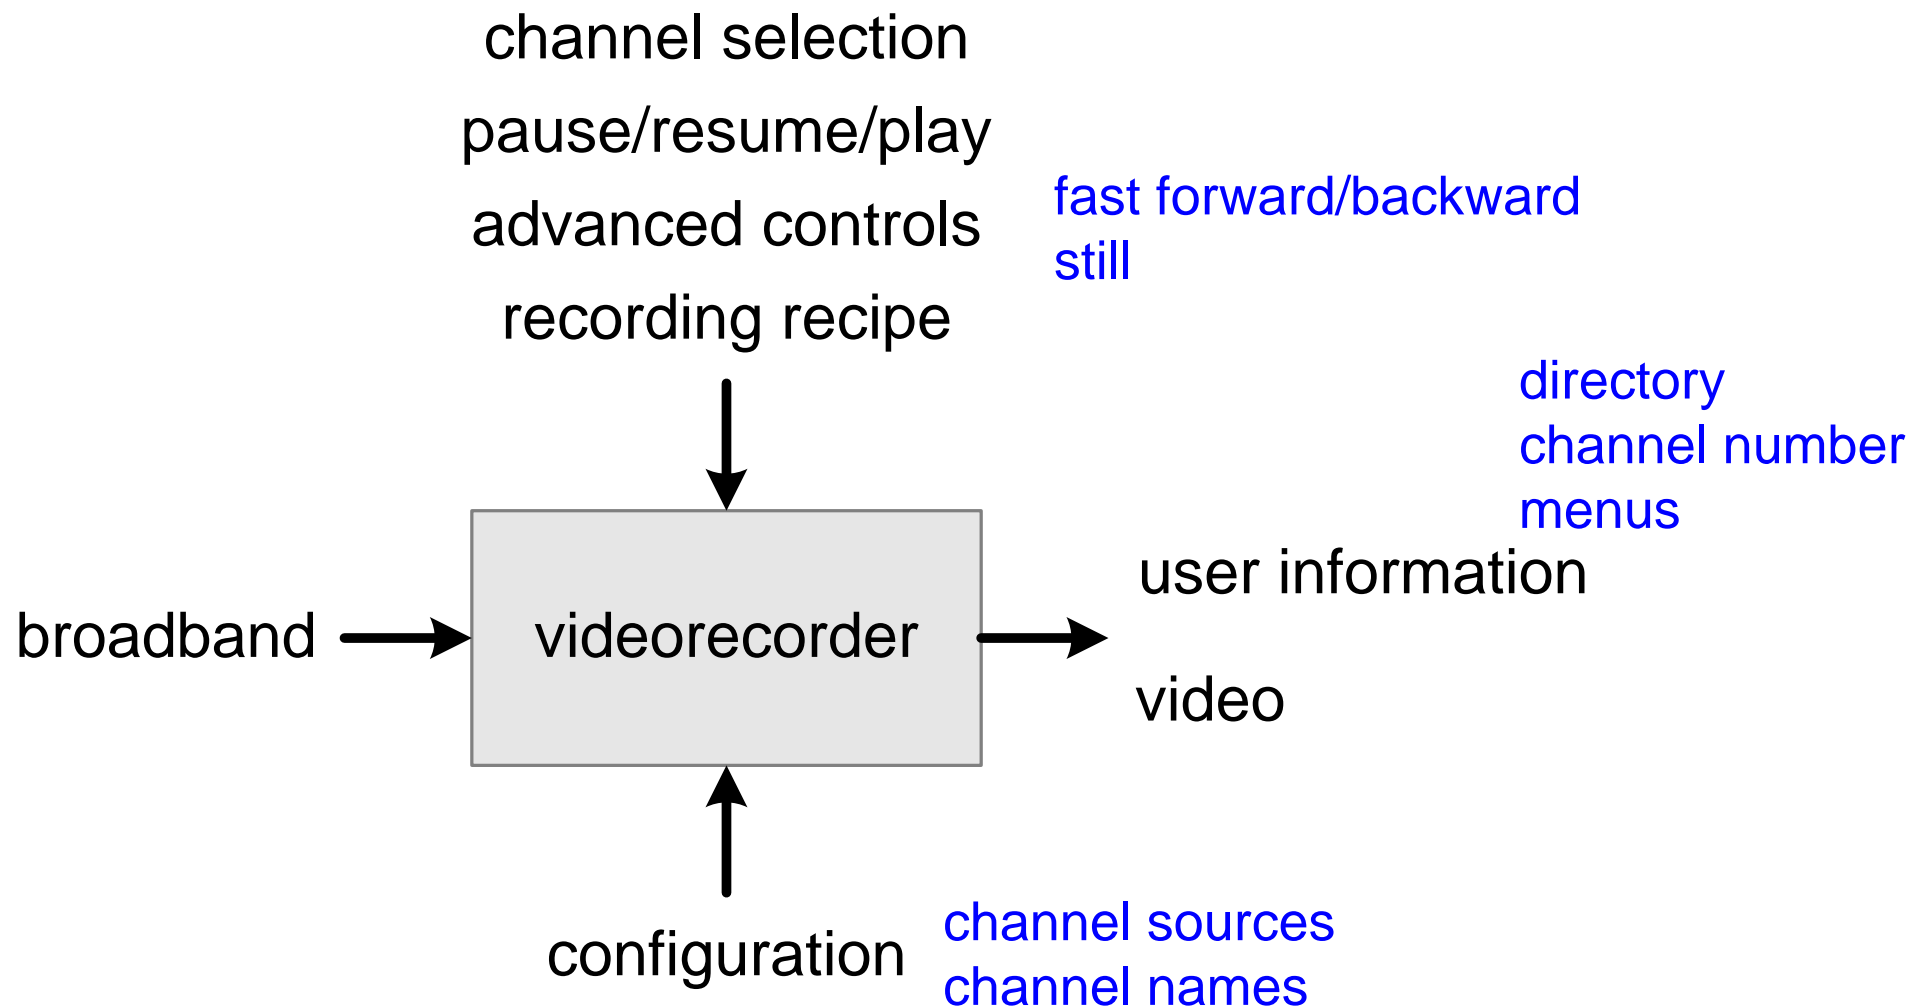 channel selection
pause/resume/play
advanced controls
fast forward/backward
still
recording recipe
directory
channel number
menus
user information
broadband
videorecorder
video
configuration
channel sources
channel names